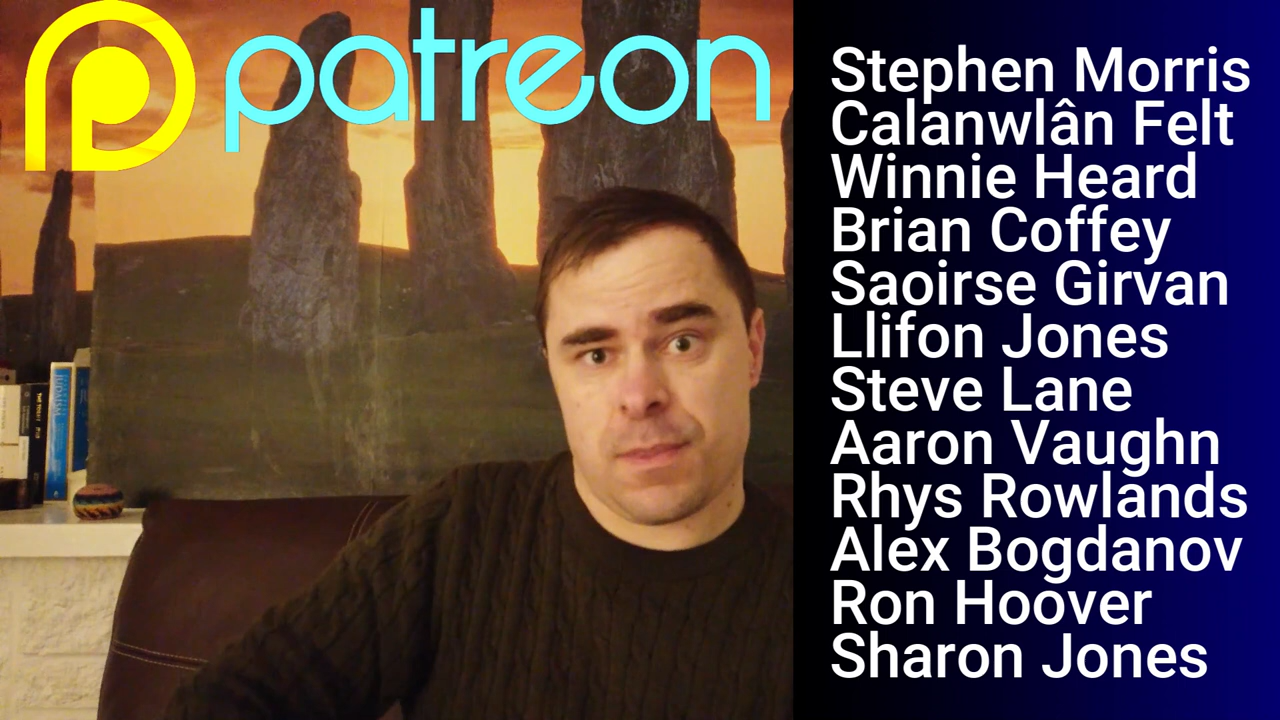 patreon
Stephen Morris
Calanwlân Felt
Winnie Heard
Brian Coffey
Saoirse Girvan
Llifon Jones
Steve Lane
Aaron Vaughn
Rhys Rowlands
Alex Bogdanov
Ron Hoover
Sharon Jones